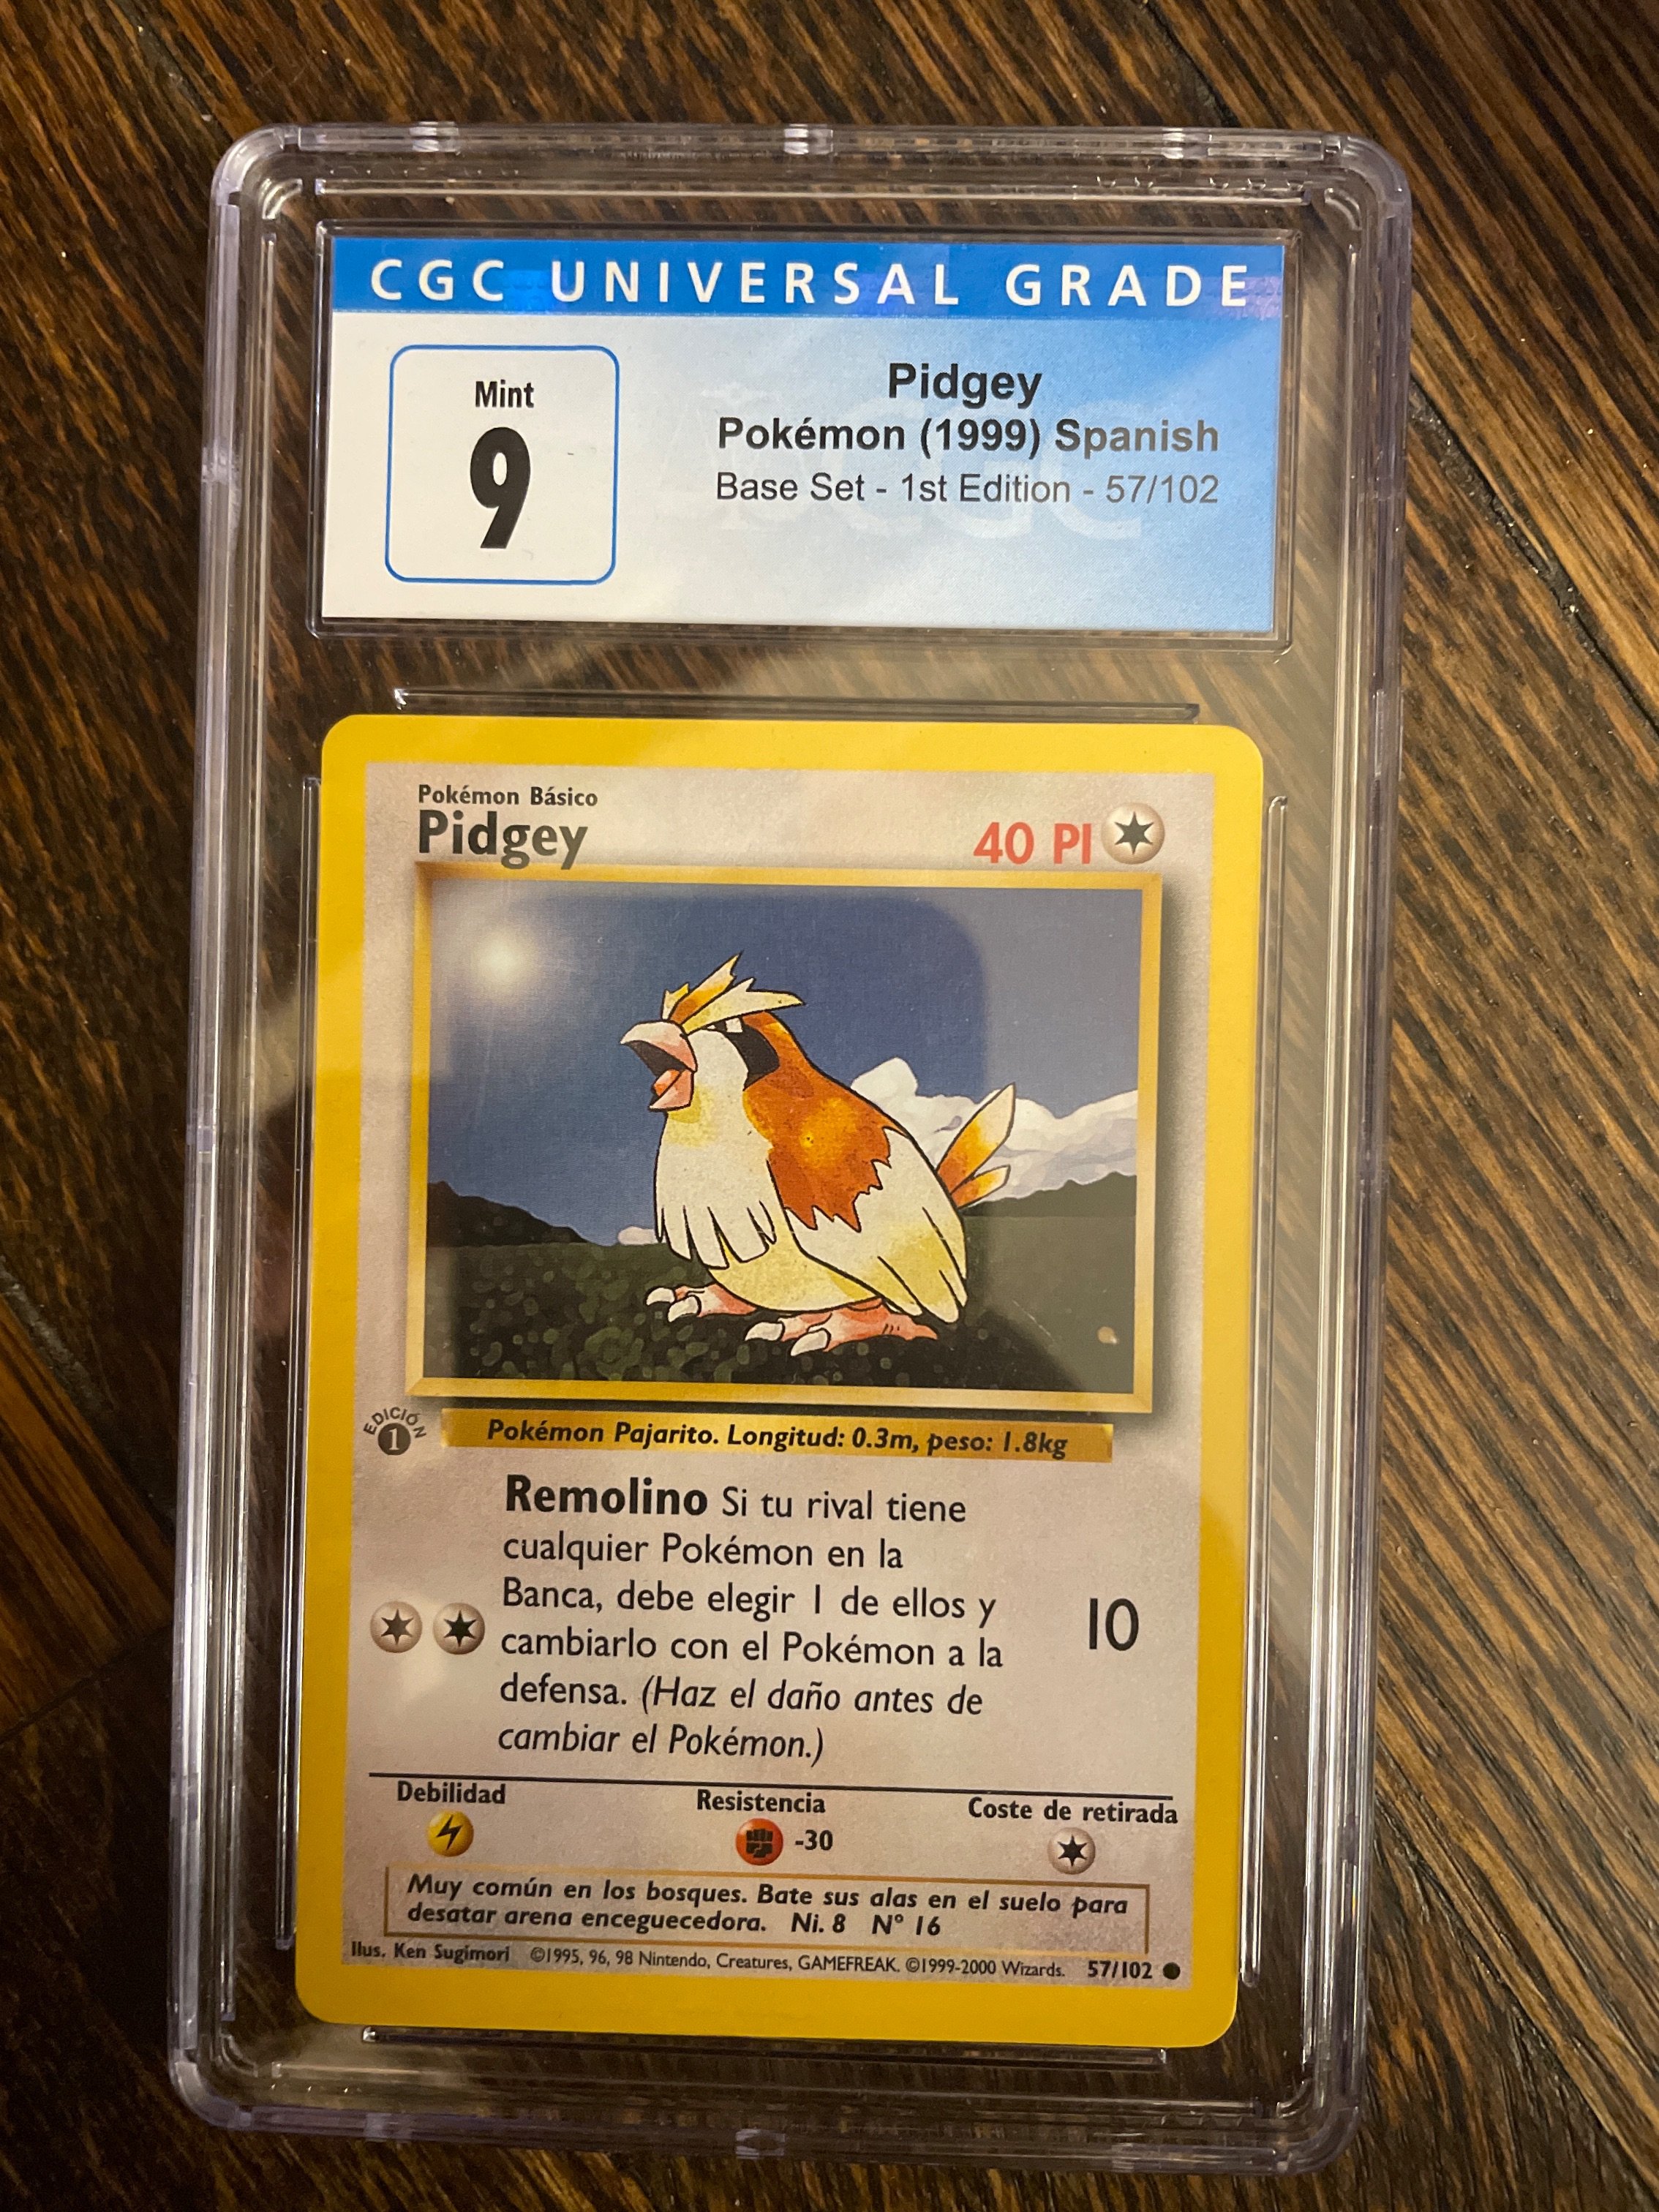 CGC UNIVERSAL GRADE
Mint
9
Pidgey
Pokémon (1999) Spanish
Base Set - 1st Edition - 57/102
Pokémon Básico
Pidgey
40 PI
EDICIÓN
1
Pokémon Pajarito. Longitud: 0.3m, peso: 1.8kg
Remolino Si tu rival tiene
cualquier Pokémon en la
Banca, debe elegir 1 de ellos y
cambiarlo con el Pokémon a la
defensa. (Haz el daño antes de
cambiar el Pokémon.)
10
Debilidad
Resistencia
Coste de retirada
-30
Muy común en los bosques. Bate sus alas en el suelo para
desatar arena enceguecedora. Ni. 8 N° 16
Ilus. Ken Sugimori ©1995, 96, 98 Nintendo, Creatures, GAMEFREAK. ©1999-2000 Wizards. 57/102